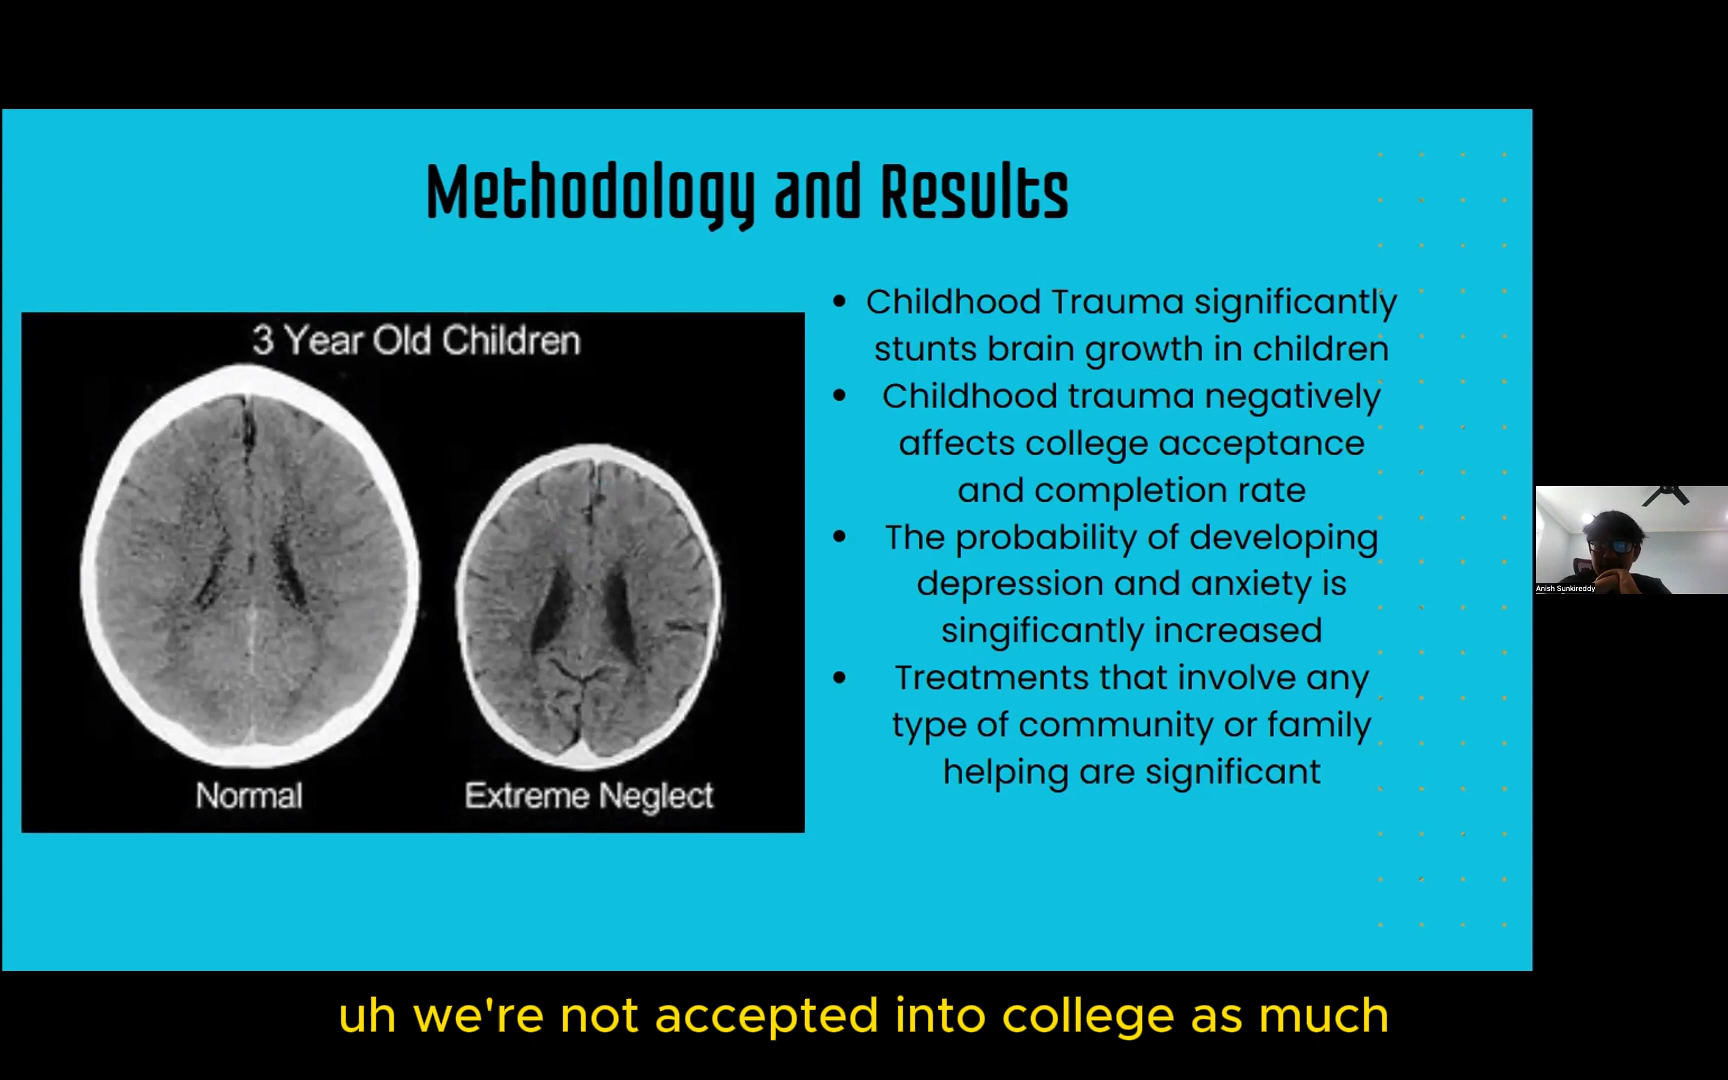 Methodology and Results
3 Year Old Children
Normal
Extreme Neglect
• Childhood Trauma significantly
stunts brain growth in children
• Childhood trauma negatively
affects college acceptance
and completion rate
• The probability of developing
depression and anxiety is
singificantly increased
• Treatments that involve any
type of community or family
helping are significant
Anish Sunkireddy
uh we're not accepted into college as much